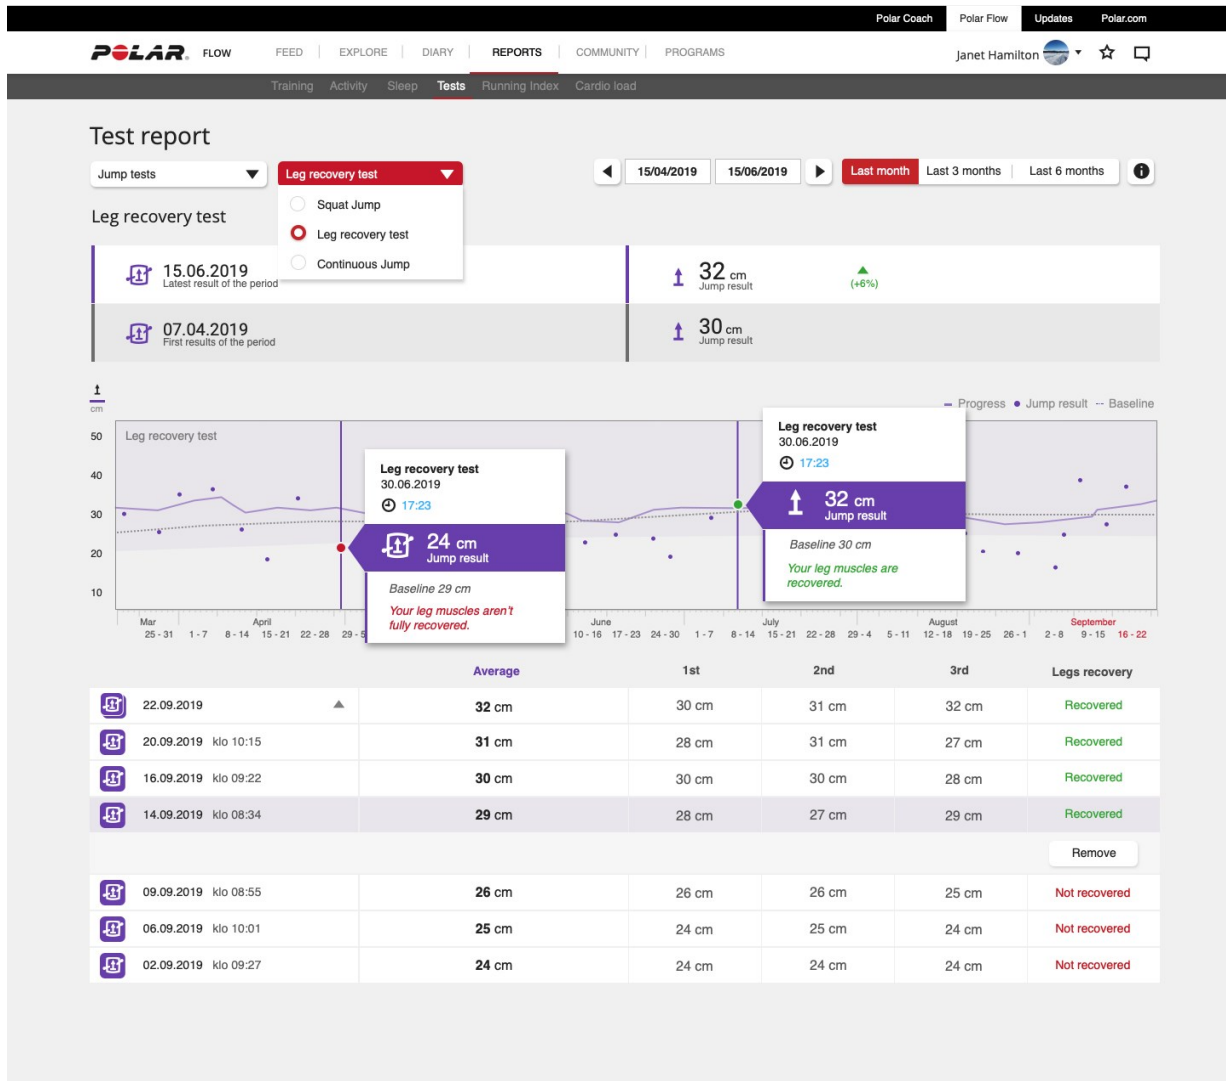 Polar Coach Polar Flow Updates Polar.com
POLAR. FLOW FEED EXPLORE DIARY REPORTS COMMUNITY PROGRAMS Janet Hamilton
Training Activity Sleep Tests Running Index Cardio load
Test report
Jump tests Leg recovery test 15/04/2019 15/06/2019 Last month Last 3 months Last 6 months
Squat Jump
Leg recovery test
Continuous Jump
Leg recovery test
15.06.2019
Latest result of the period
32 cm
Jump result
(+6%)
07.04.2019
First results of the period
30 cm
Jump result
cm
Progress Jump result Baseline
50
40
30
20
10
Leg recovery test
Leg recovery test
30.06.2019
17:23
24 cm
Jump result
Baseline 29 cm
Your leg muscles aren't
fully recovered.
Leg recovery test
30.06.2019
17:23
32 cm
Jump result
Baseline 30 cm
Your leg muscles are
recovered.
Mar April June July August September
25 - 31 1 - 7 8 - 14 15 - 21 22 - 28 29 - 5 10 - 16 17 - 23 24 - 30 1 - 7 8 - 14 15 - 21 22 - 28 29 - 4 5 - 11 12 - 18 19 - 25 26 - 1 2 - 8 9 - 15 16 - 22
Average 1st 2nd 3rd Legs recovery
22.09.2019 32 cm 30 cm 31 cm 32 cm Recovered
20.09.2019 klo 10:15 31 cm 28 cm 31 cm 27 cm Recovered
16.09.2019 klo 09:22 30 cm 30 cm 30 cm 28 cm Recovered
14.09.2019 klo 08:34 29 cm 28 cm 27 cm 29 cm Recovered
Remove
09.09.2019 klo 08:55 26 cm 26 cm 26 cm 25 cm Not recovered
06.09.2019 klo 10:01 25 cm 24 cm 25 cm 24 cm Not recovered
02.09.2019 klo 09:27 24 cm 24 cm 24 cm 24 cm Not recovered